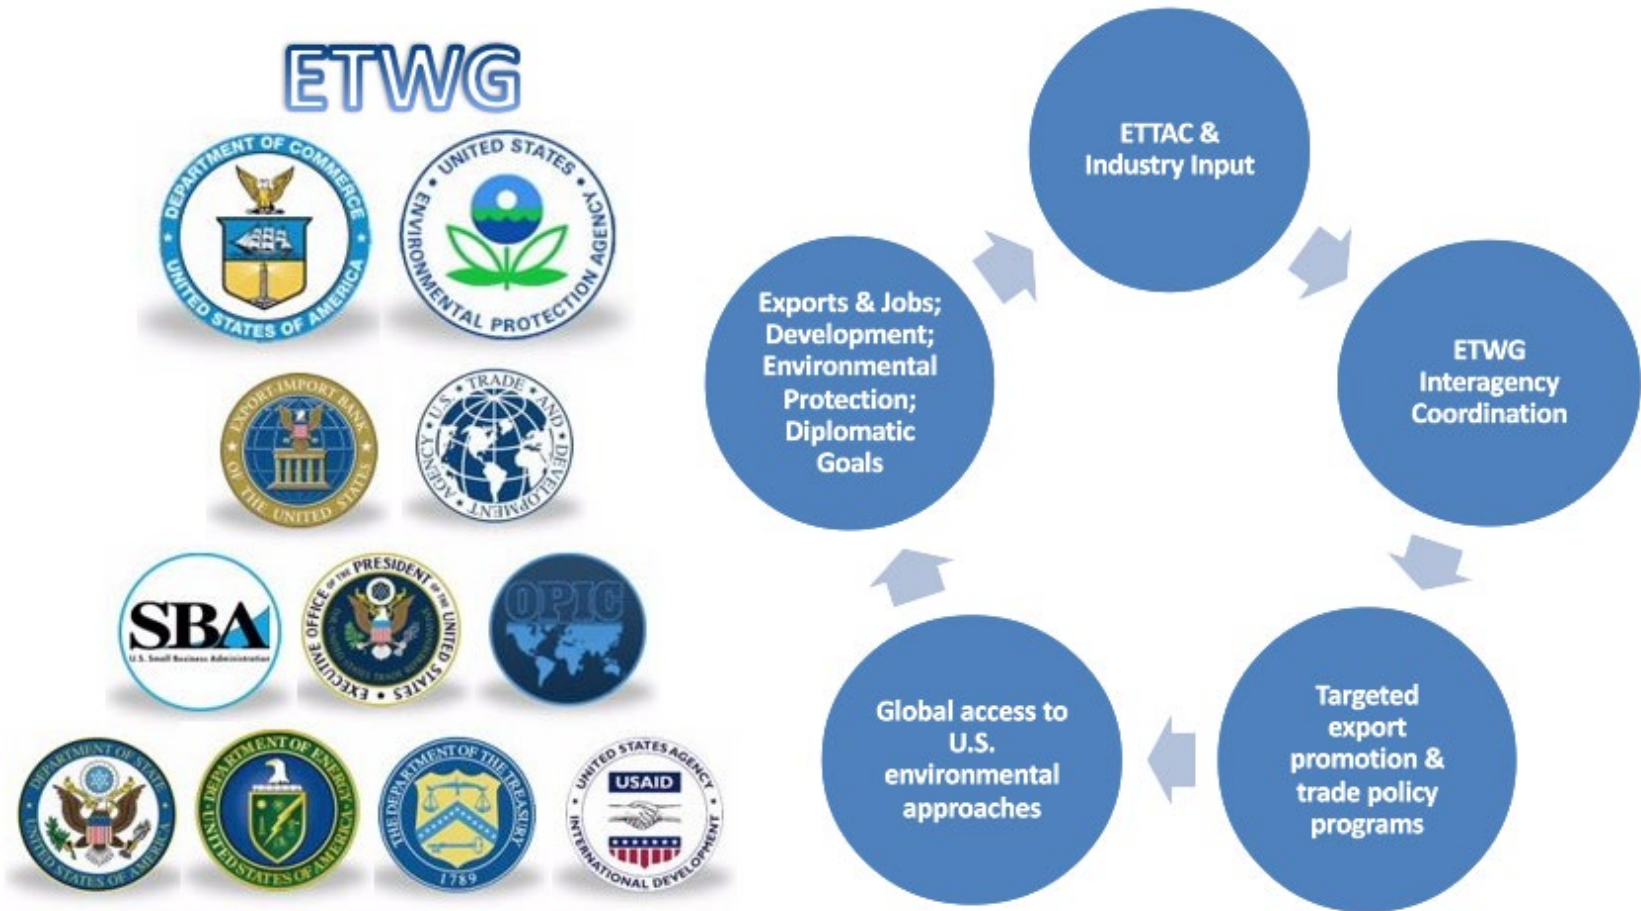 ETWG
DEPARTMENT OF COMMERCE
UNITED STATES OF AMERICA
UNITED STATES
ENVIRONMENTAL PROTECTION AGENCY
EXPORT-IMPORT BANK
OF THE UNITED STATES
U.S. TRADE AND DEVELOPMENT AGENCY
SBA
U.S. Small Business Administration
EXECUTIVE OFFICE OF THE PRESIDENT OF THE UNITED STATES
OPIC
DEPARTMENT OF STATE
UNITED STATES OF AMERICA
DEPARTMENT OF ENERGY
UNITED STATES OF AMERICA
THE DEPARTMENT OF THE TREASURY
1789
UNITED STATES AGENCY
USAID
INTERNATIONAL DEVELOPMENT
ETTAC &
Industry Input
ETWG
Interagency
Coordination
Targeted
export
promotion &
trade policy
programs
Global access to
U.S.
environmental
approaches
Exports & Jobs;
Development;
Environmental
Protection;
Diplomatic
Goals